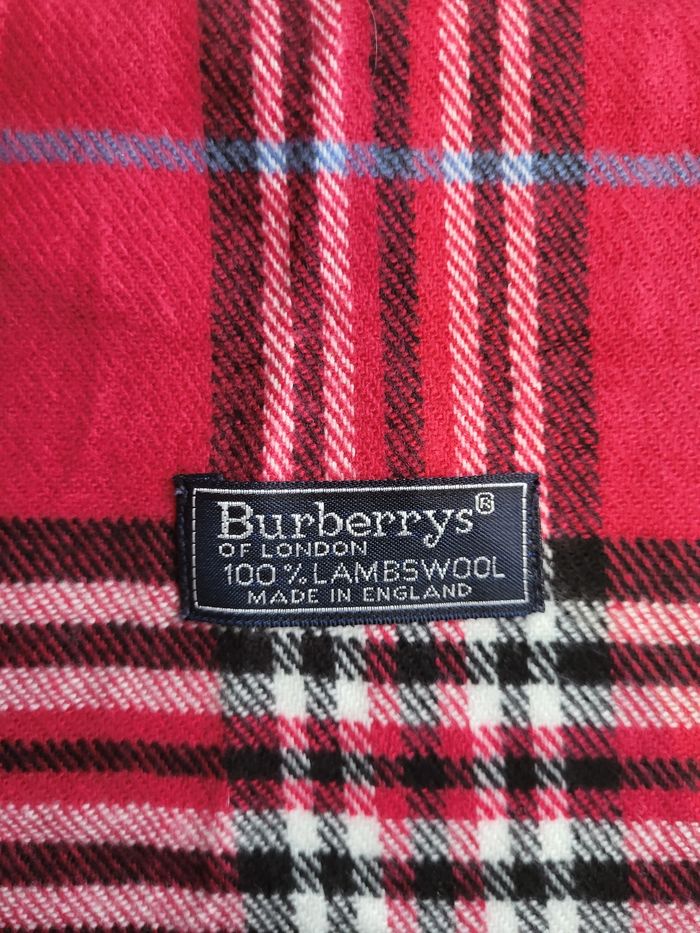 Burberrys®
OF LONDON
100% LAMBSWOOL
MADE IN ENGLAND